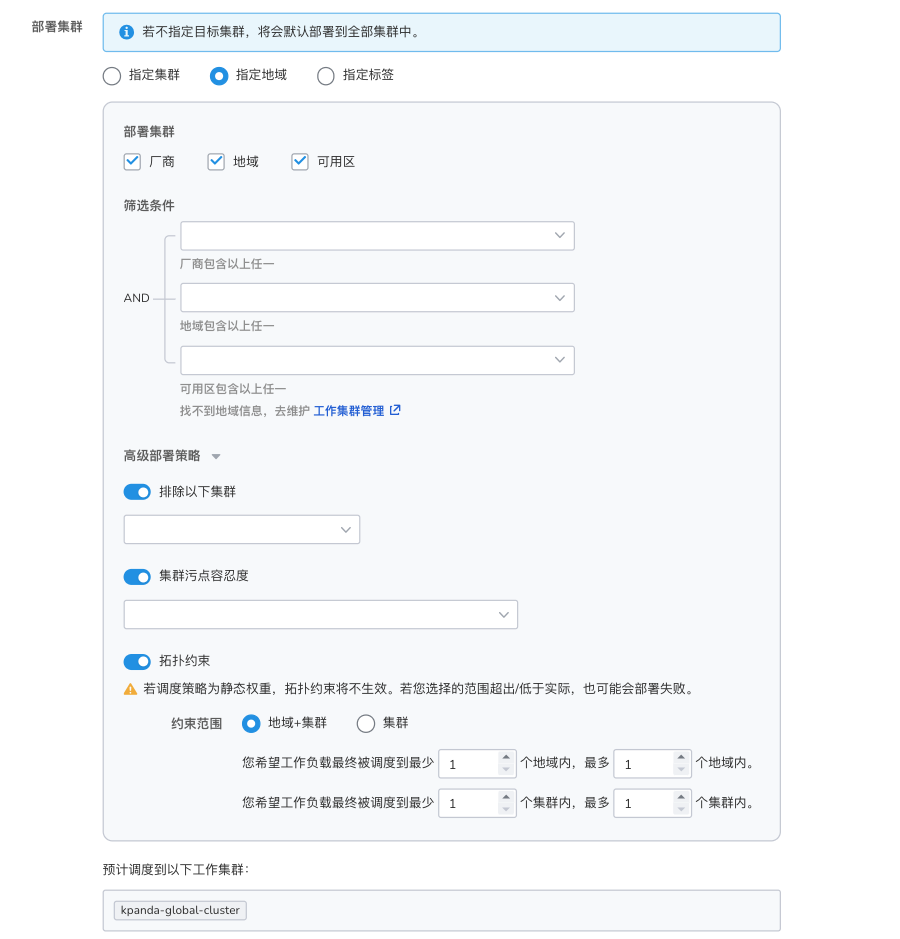 部署集群
若不指定目标集群，将会默认部署到全部集群中。
指定集群 指定地域 指定标签
部署集群
厂商 地域 可用区
筛选条件
厂商包含以上任一
AND
地域包含以上任一
可用区包含以上任一
找不到地域信息，去维护 工作集群管理
高级部署策略
排除以下集群
集群污点容忍度
拓扑约束
若调度策略为静态权重，拓扑约束将不生效。若您选择的范围超出/低于实际，也可能会部署失败。
约束范围 地域+集群 集群
您希望工作负载最终被调度到最少 1 个地域内，最多 1 个地域内。
您希望工作负载最终被调度到最少 1 个集群内，最多 1 个集群内。
预计调度到以下工作集群：
kpanda-global-cluster